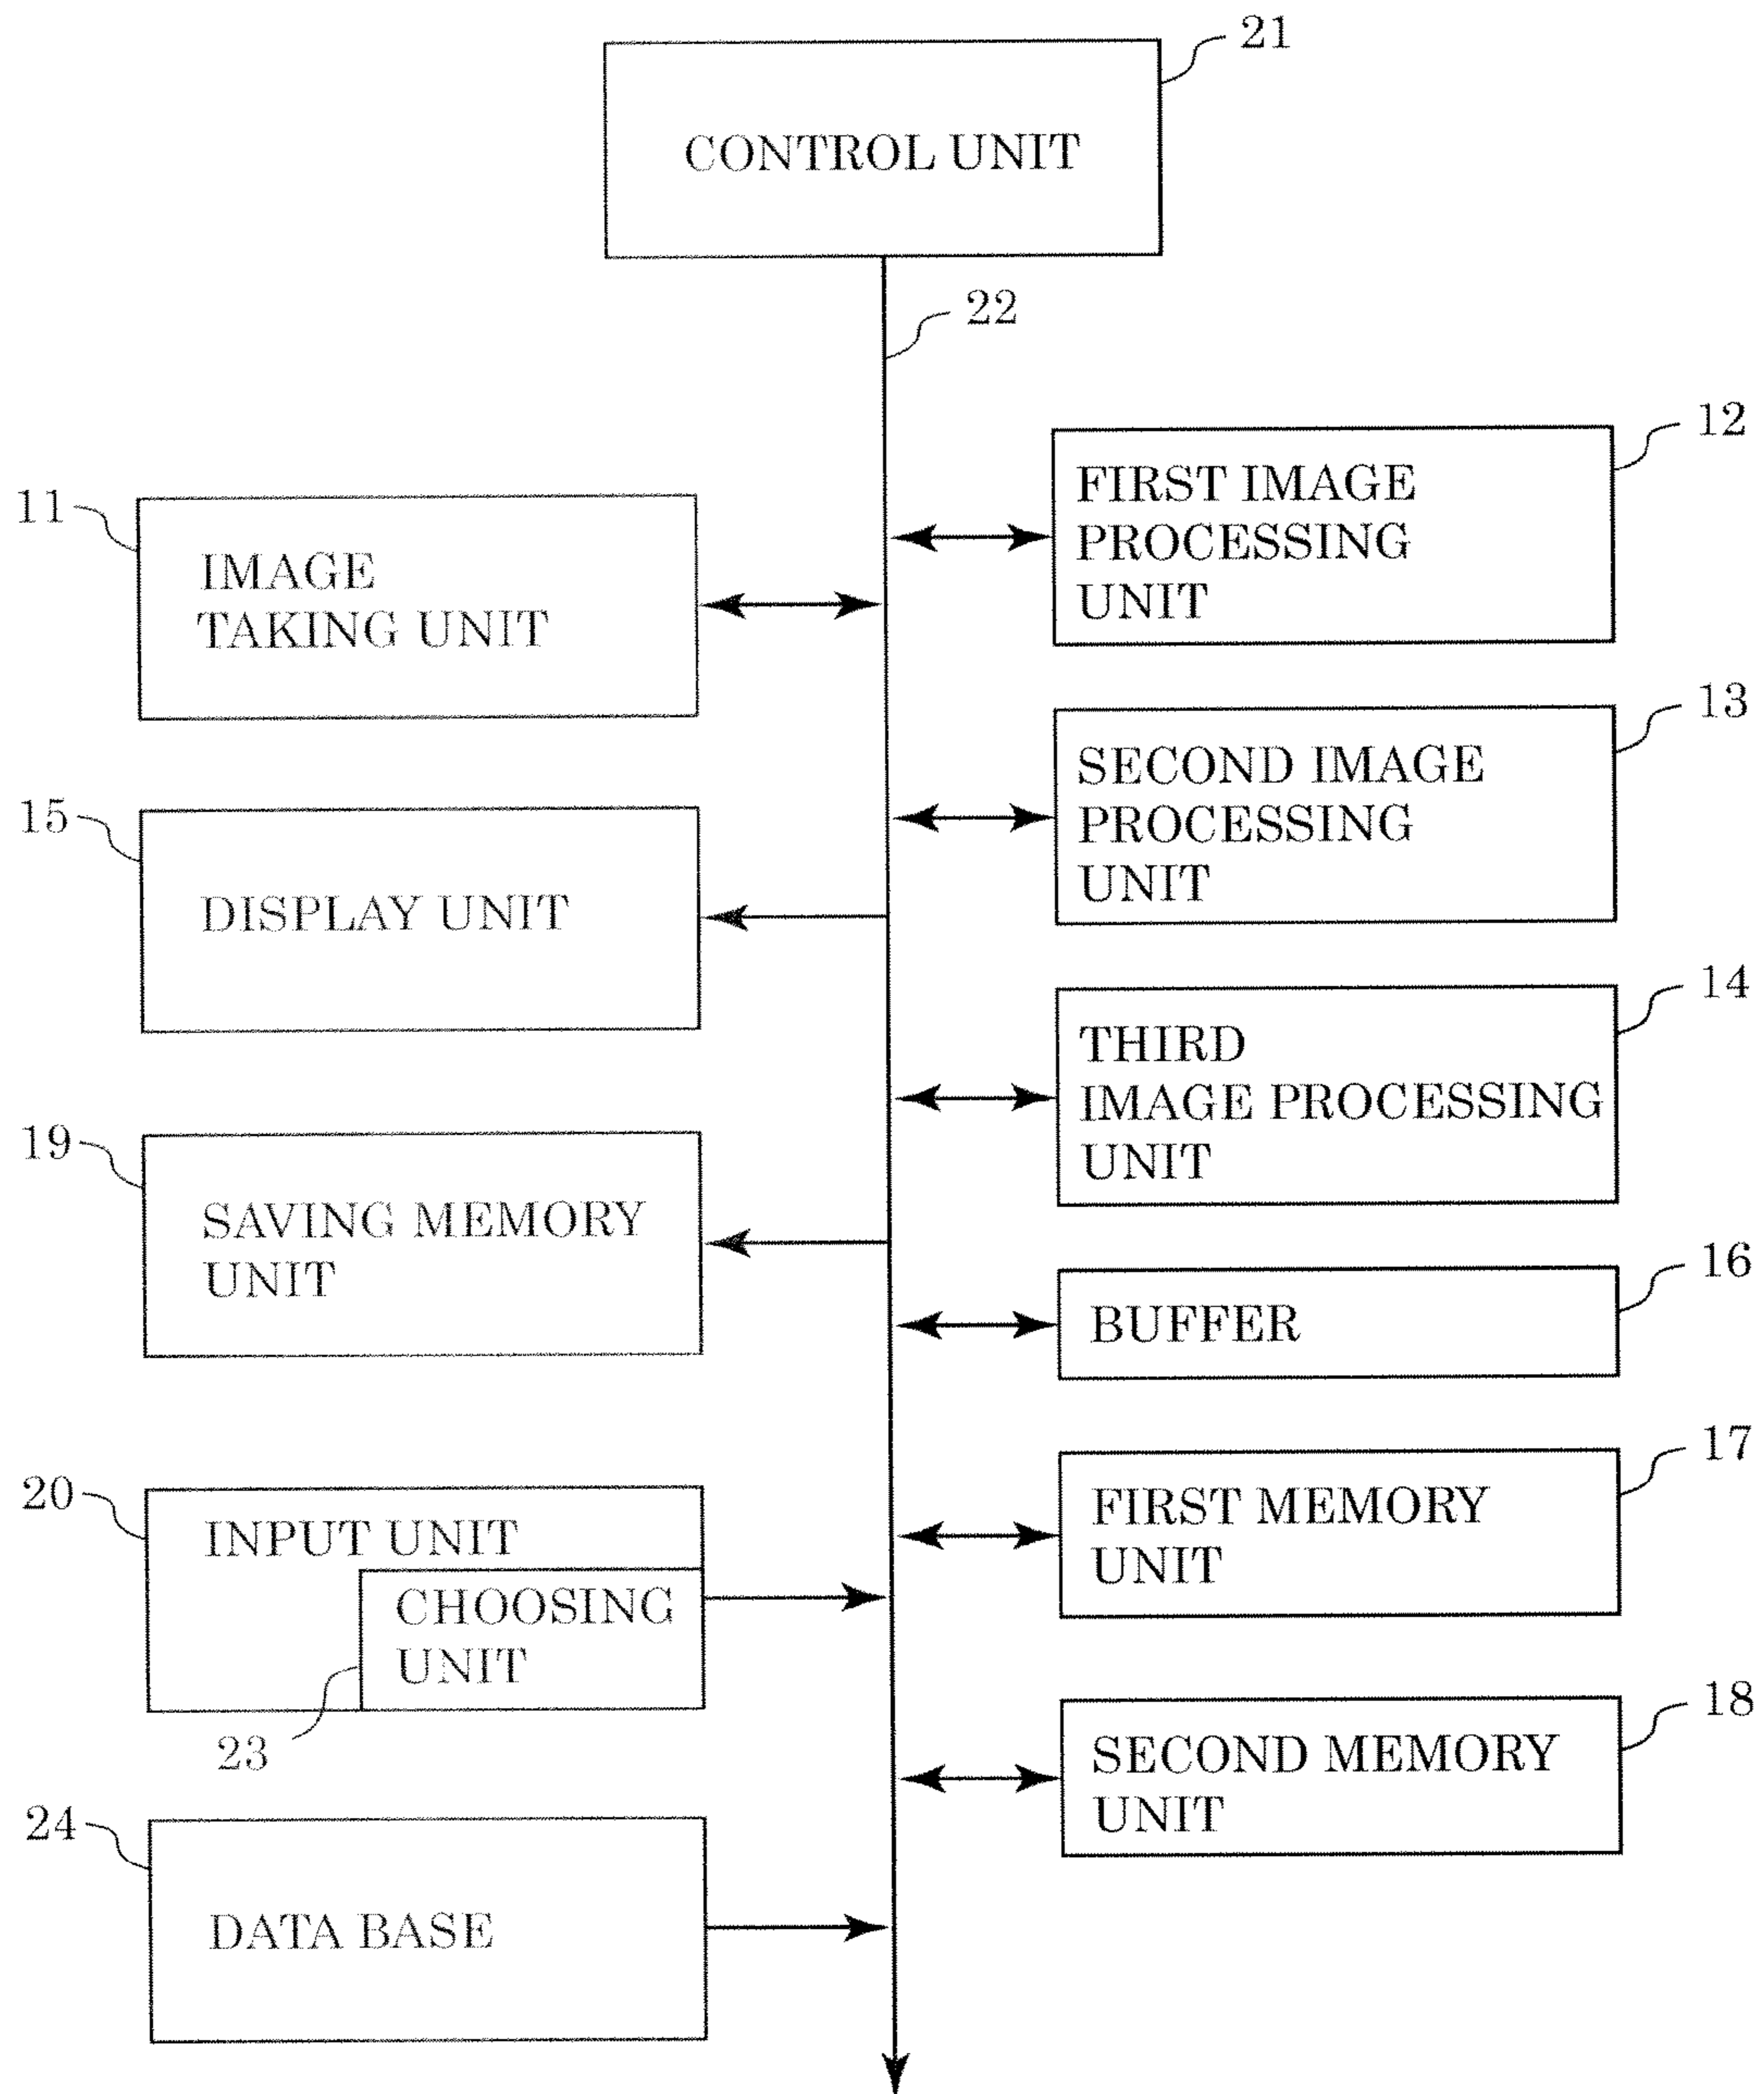 21
CONTROL UNIT
22
12
FIRST IMAGE
PROCESSING
UNIT
11
IMAGE
TAKING UNIT
13
SECOND IMAGE
PROCESSING
UNIT
15
DISPLAY UNIT
14
THIRD
IMAGE PROCESSING
UNIT
19
SAVING MEMORY
UNIT
16
BUFFER
17
FIRST MEMORY
UNIT
20
INPUT UNIT
CHOOSING
UNIT
23
18
SECOND MEMORY
UNIT
24
DATA BASE